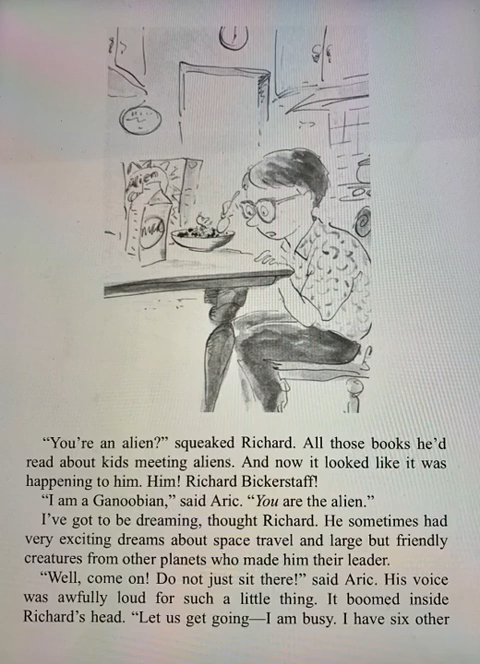 Alien
MILK
“You’re an alien?” squeaked Richard. All those books he’d
read about kids meeting aliens. And now it looked like it was
happening to him. Him! Richard Bickerstaff!
“I am a Ganoobian,” said Aric. “You are the alien.”
I’ve got to be dreaming, thought Richard. He sometimes had
very exciting dreams about space travel and large but friendly
creatures from other planets who made him their leader.
“Well, come on! Do not just sit there!” said Aric. His voice
was awfully loud for such a little thing. It boomed inside
Richard’s head. “Let us get going—I am busy. I have six other